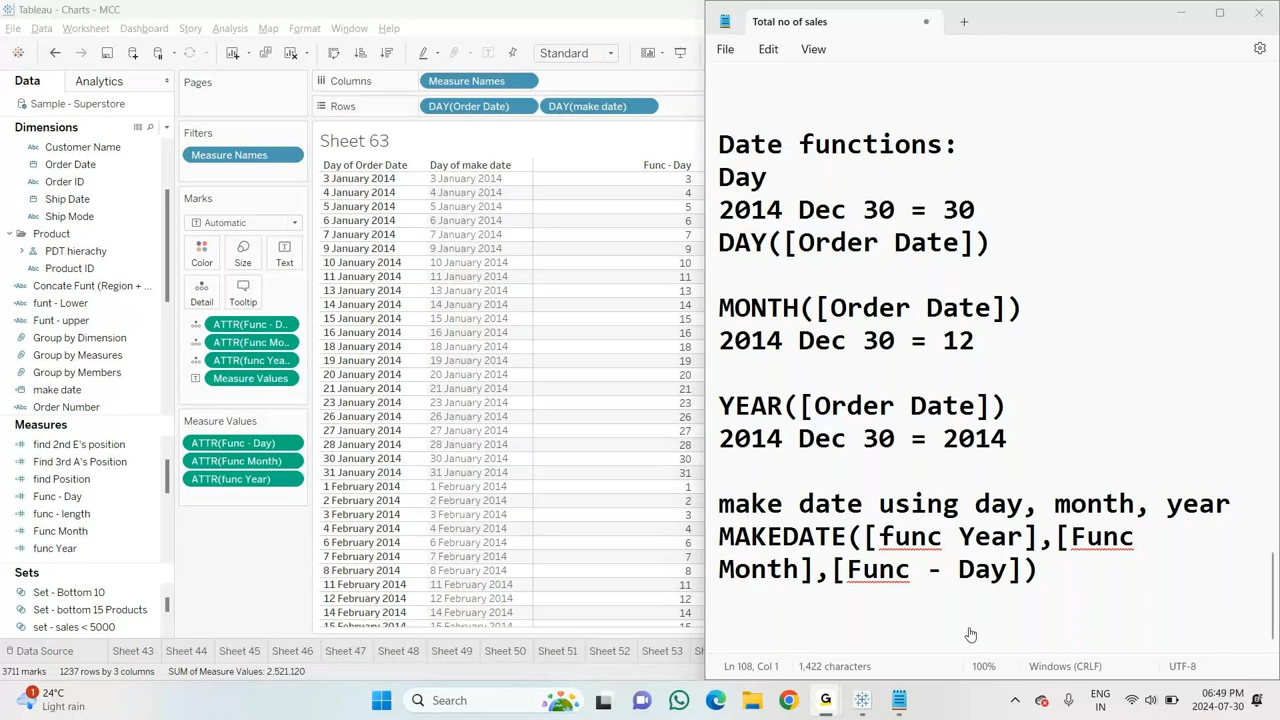 Tableau - Charts - MCC
File Data Worksheet Dashboard Story Analysis Map Format Window Help
Standard
Data
Analytics
Sample - Superstore
Dimensions
Abc Customer Name
Order Date
Abc Order ID
Ship Date
Abc Ship Mode
Product
PDT hierachy
Abc Product ID
Concate Funt (Region + ...
funt - Lower
Funt - upper
Group by Dimension
Group by Measures
Group by Members
make date
Order Number
Measures
find 2nd E's position
Find 3rd A's Position
find Position
Func - Day
func - length
Func Month
func Year
Sets
Set - Bottom 10
Set - bottom 15 Products
set - sales < 5000
Pages
Filters
Measure Names
Marks
Automatic
Color
Size
Text
Detail
Tooltip
ATTR(Func - D..
ATTR(Func Mo..
ATTR(func Yea..
Measure Values
Measure Values
ATTR(Func - Day)
ATTR(Func Month)
ATTR(func Year)
Columns
Measure Names
Rows
DAY(Order Date)
DAY(make date)
Sheet 63
Day of Order Date Day of make date Func - Day
3 January 2014 3 January 2014 3
4 January 2014 4 January 2014 4
5 January 2014 5 January 2014 5
6 January 2014 6 January 2014 6
7 January 2014 7 January 2014 7
9 January 2014 9 January 2014 9
10 January 2014 10 January 2014 10
11 January 2014 11 January 2014 11
13 January 2014 13 January 2014 13
14 January 2014 14 January 2014 14
15 January 2014 15 January 2014 15
16 January 2014 16 January 2014 16
18 January 2014 18 January 2014 18
19 January 2014 19 January 2014 19
20 January 2014 20 January 2014 20
21 January 2014 21 January 2014 21
23 January 2014 23 January 2014 23
26 January 2014 26 January 2014 26
27 January 2014 27 January 2014 27
28 January 2014 28 January 2014 28
30 January 2014 30 January 2014 30
31 January 2014 31 January 2014 31
1 February 2014 1 February 2014 1
2 February 2014 2 February 2014 2
3 February 2014 3 February 2014 3
4 February 2014 4 February 2014 4
6 February 2014 6 February 2014 6
7 February 2014 7 February 2014 7
8 February 2014 8 February 2014 8
11 February 2014 11 February 2014 11
12 February 2014 12 February 2014 12
14 February 2014 14 February 2014 14
15 February 2014 15 February 2014 15
Data Source Sheet 43 Sheet 44 Sheet 46 Sheet 47 Sheet 48 Sheet 49 Sheet 50 Sheet 51 Sheet 52 Sheet 53
3711 marks 1237 rows by 3 columns SUM of Measure Values: 2,521,120
Total no of sales
File Edit View
Date functions:
Day
2014 Dec 30 = 30
DAY([Order Date])
MONTH([Order Date])
2014 Dec 30 = 12
YEAR([Order Date])
2014 Dec 30 = 2014
make date using day, month, year
MAKEDATE([func Year],[Func
Month],[Func - Day])
Ln 108, Col 1 1,422 characters 100% Windows (CRLF) UTF-8
1
24°C
Light rain
Search
G
ENG
IN
06:49 PM
2024-07-30